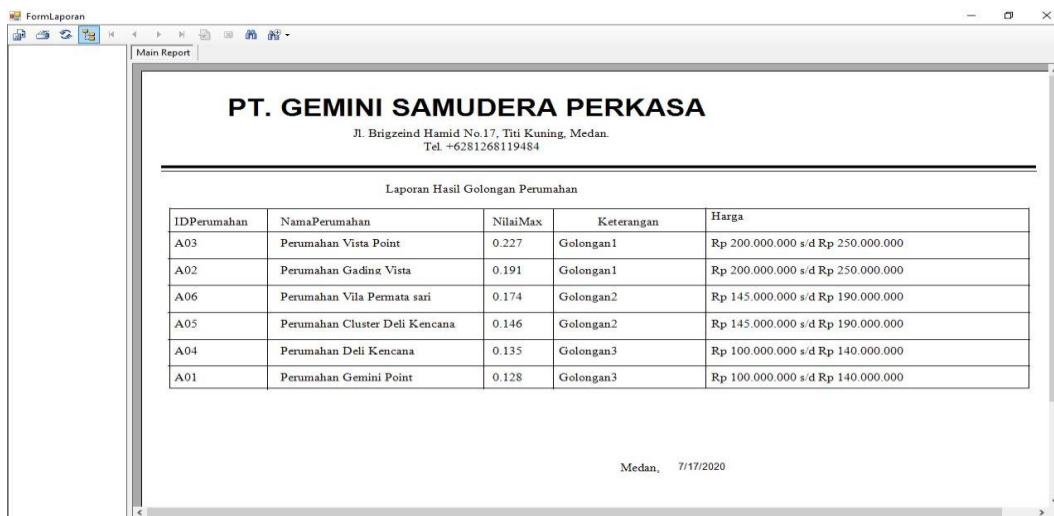 FormLaporan
Main Report
PT. GEMINI SAMUDERA PERKASA
Jl. Brigzeind Hamid No.17, Titi Kuning, Medan.
Tel. +6281268119484
Laporan Hasil Golongan Perumahan
IDPerumahan NamaPerumahan NilaiMax Keterangan Harga
A03 Perumahan Vista Point 0.227 Golongan1 Rp 200.000.000 s/d Rp 250.000.000
A02 Perumahan Gading Vista 0.191 Golongan1 Rp 200.000.000 s/d Rp 250.000.000
A06 Perumahan Vila Permata sari 0.174 Golongan2 Rp 145.000.000 s/d Rp 190.000.000
A05 Perumahan Cluster Deli Kencana 0.146 Golongan2 Rp 145.000.000 s/d Rp 190.000.000
A04 Perumahan Deli Kencana 0.135 Golongan3 Rp 100.000.000 s/d Rp 140.000.000
A01 Perumahan Gemini Point 0.128 Golongan3 Rp 100.000.000 s/d Rp 140.000.000
Medan, 7/17/2020